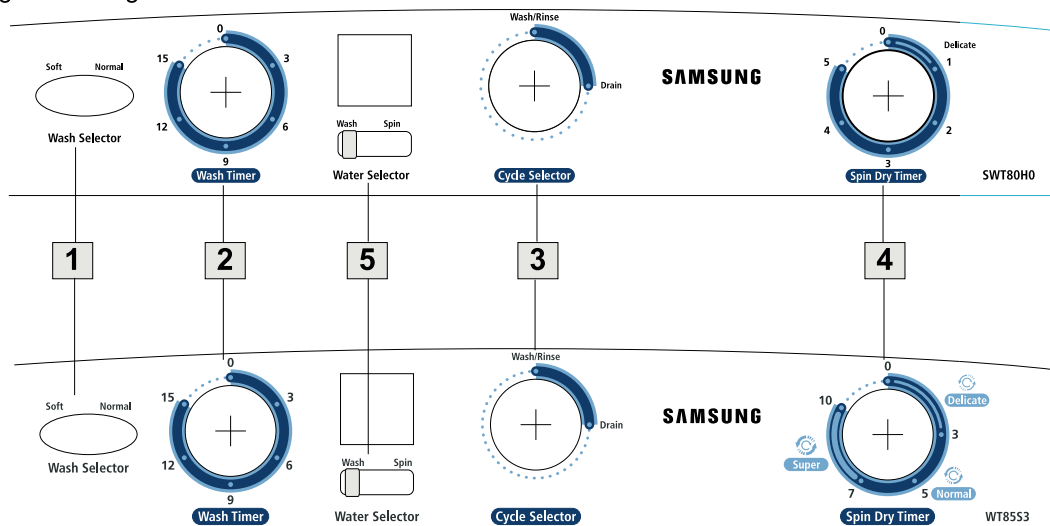 0
Wash/Rinse
0
Soft Normal
15
3
Delicate
5
1
SAMSUNG
Drain
12
6
Wash Spin
4
2
Wash Selector
9
3
Wash Timer
Water Selector
Cycle Selector
Spin Dry Timer
SWT80H0
1
2
5
3
4
0
Wash/Rinse
0
Soft Normal
15
3
10
Delicate
SAMSUNG
Drain
3
12
6
Wash Spin
Super
Wash Selector
9
7
5
Normal
Wash Timer
Water Selector
Cycle Selector
Spin Dry Timer
WT85S3